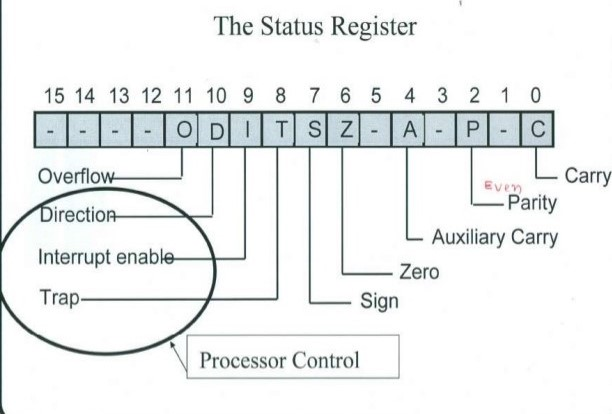 The Status Register
15 14 13 12 11 10 9 8 7 6 5 4 3 2 1 0
- - - - O D I T S Z - A - P - C
Overflow
Carry
Even
Direction
Parity
Interrupt enable
Auxiliary Carry
Zero
Trap
Sign
Processor Control